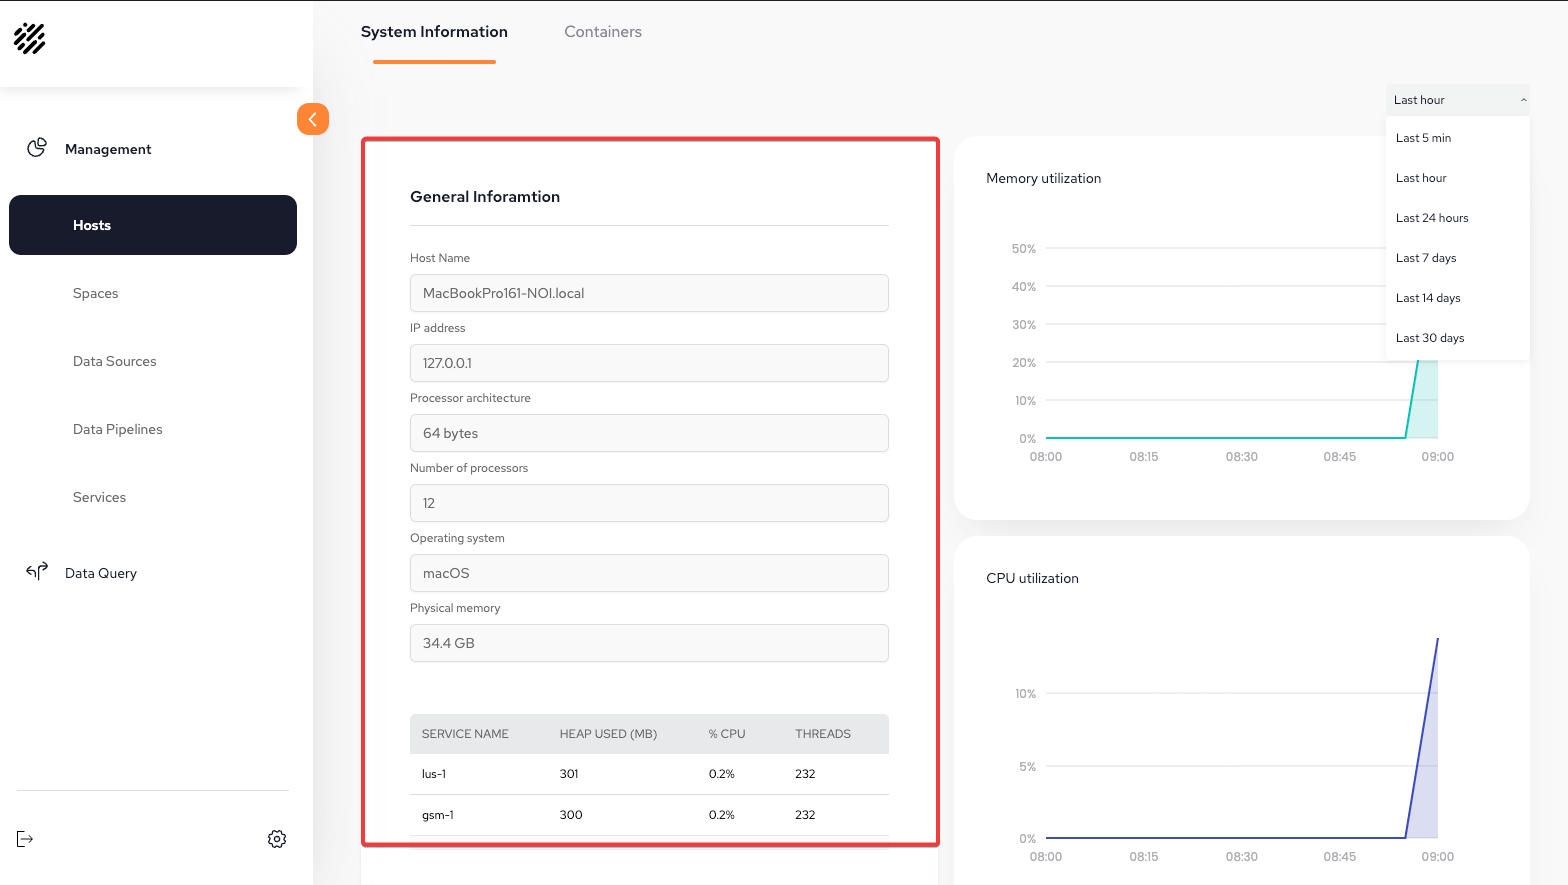 System Information
Containers
Management
Hosts
Spaces
Data Sources
Data Pipelines
Services
Data Query
General Inforamtion
Host Name
MacBookPro161-NOI.local
IP address
127.0.0.1
Processor architecture
64 bytes
Number of processors
12
Operating system
macOS
Physical memory
34.4 GB
SERVICE NAME HEAP USED (MB) % CPU THREADS
lus-1 301 0.2% 232
gsm-1 300 0.2% 232
Last hour
Last 5 min
Last hour
Last 24 hours
Last 7 days
Last 14 days
Last 30 days
Memory utilization
50%
40%
30%
20%
10%
0%
08:00 08:15 08:30 08:45 09:00
CPU utilization
10%
5%
0%
08:00 08:15 08:30 08:45 09:00